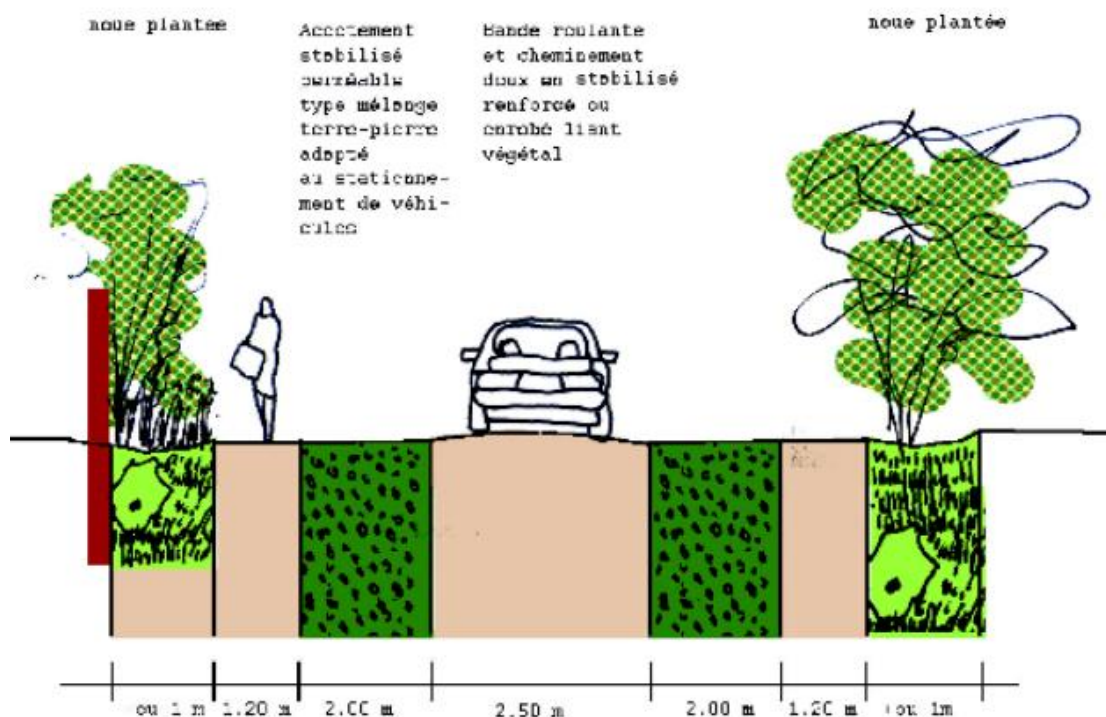 noue plantée
Accotement
stabilisé
perméable
type mélange
terre-pierre
adapté
au stationne-
ment de véhi-
cules
Bande roulante
et cheminement
doux en stabilisé
renforcé ou
enrobé liant
végétal
noue plantée
ou 1 m
1.20 m
2.00 m
2.50 m
2.00 m
1.20 m
+ou 1m